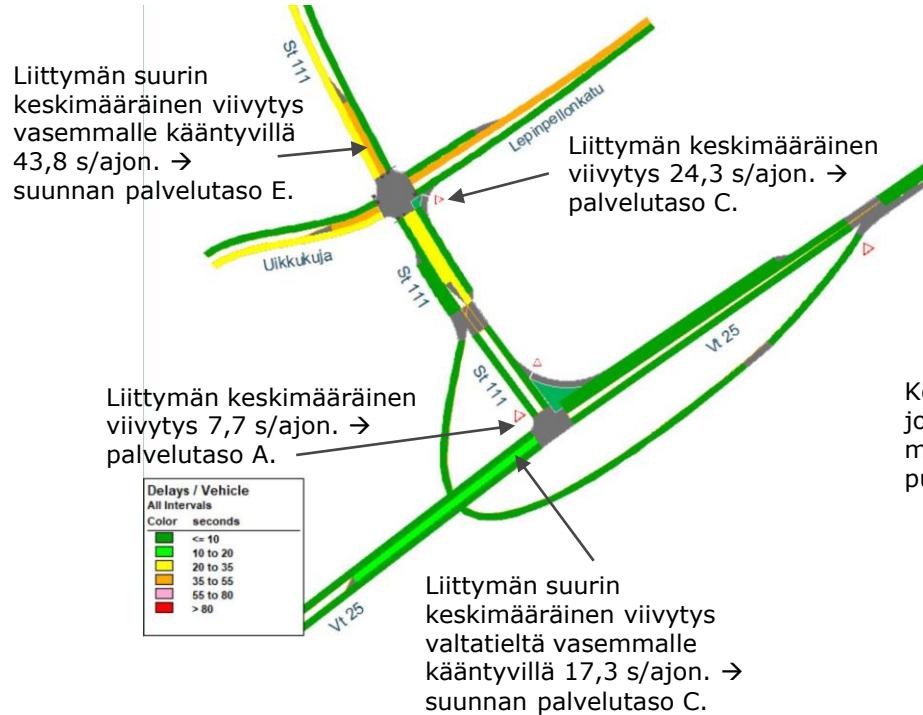 St 111
Liittymän suurin
keskimääräinen viivytys
vasemmalle kääntyvillä
43,8 s/ajon. →
suunnan palvelutaso E.
Lepinpellonkatu
Liittymän keskimääräinen
viivytys 24,3 s/ajon. →
palvelutaso C.
Uikkukuja
St 111
Vt 25
St 111
Liittymän keskimääräinen
viivytys 7,7 s/ajon. →
palvelutaso A.
Delays / Vehicle
All Intervals
Color seconds
<= 10
10 to 20
20 to 35
35 to 55
55 to 80
> 80
Vt 25
Liittymän suurin
keskimääräinen viivytys
valtatieltä vasemmalle
kääntyvillä 17,3 s/ajon. →
suunnan palvelutaso C.